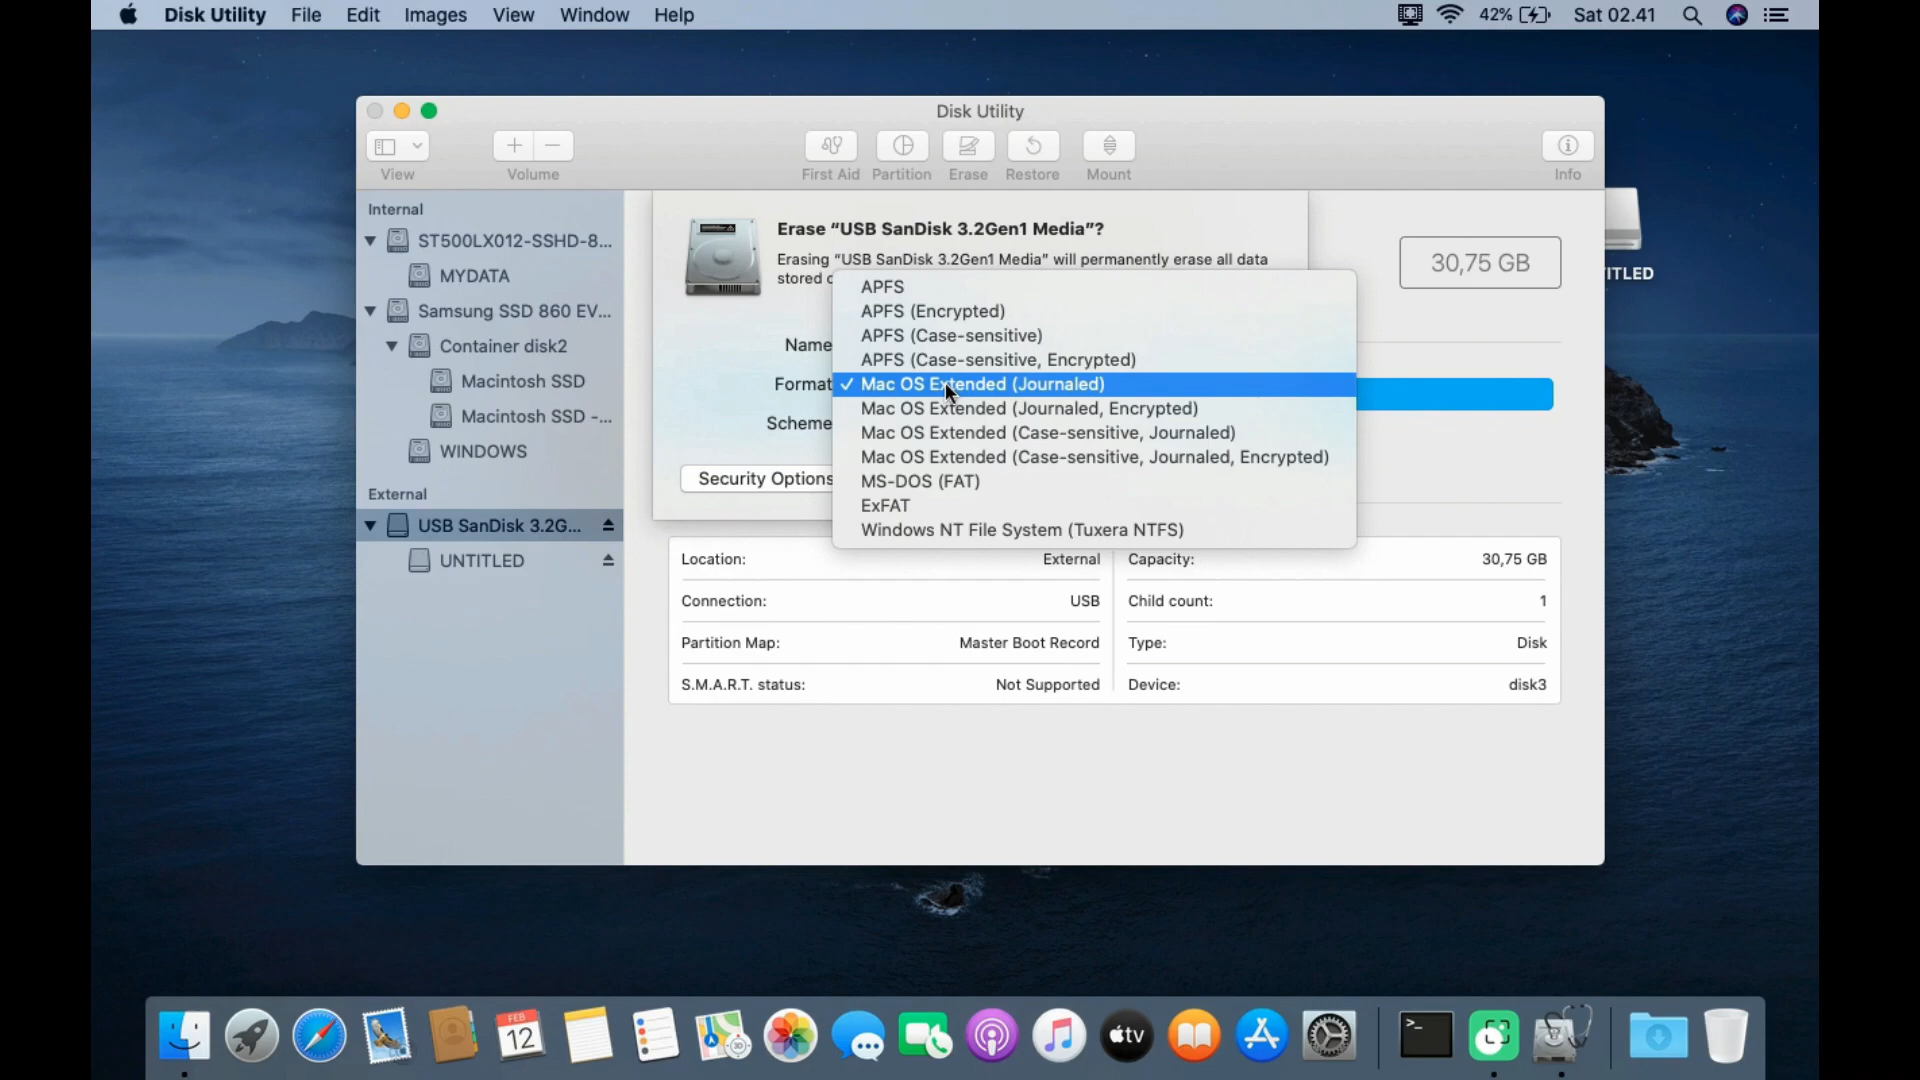 Disk Utility File Edit Images View Window Help 42% Sat 02.41
Disk Utility
View Volume First Aid Partition Erase Restore Mount Info
Internal
ST500LX012-SSHD-8...
MYDATA
Samsung SSD 860 EV...
Container disk2
Macintosh SSD
Macintosh SSD -...
WINDOWS
External
USB SanDisk 3.2G...
UNTITLED
Erase “USB SanDisk 3.2Gen1 Media”?
Erasing “USB SanDisk 3.2Gen1 Media” will permanently erase all data
stored
Name
Format
Scheme
Security Options
APFS
APFS (Encrypted)
APFS (Case-sensitive)
APFS (Case-sensitive, Encrypted)
✓ Mac OS Extended (Journaled)
Mac OS Extended (Journaled, Encrypted)
Mac OS Extended (Case-sensitive, Journaled)
Mac OS Extended (Case-sensitive, Journaled, Encrypted)
MS-DOS (FAT)
ExFAT
Windows NT File System (Tuxera NTFS)
30,75 GB
ITLED
Location: External
Connection: USB
Partition Map: Master Boot Record
S.M.A.R.T. status: Not Supported
Capacity: 30,75 GB
Child count: 1
Type: Disk
Device: disk3
FEB
12
tv
>_